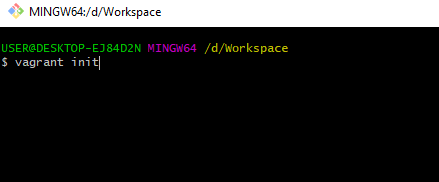 MINGW64:/d/Workspace
USER@DESKTOP-EJ84D2N MINGW64 /d/Workspace
$ vagrant init